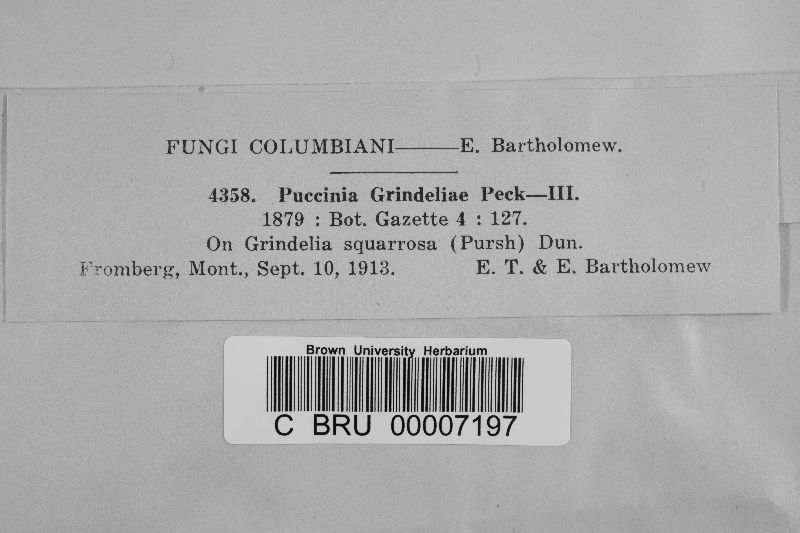 FUNGI COLUMBIANI——E. Bartholomew.
4358. Puccinia Grindeliae Peck—III.
1879 : Bot. Gazette 4 : 127.
On Grindelia squarrosa (Pursh) Dun.
Fromberg, Mont., Sept. 10, 1913. E. T. & E. Bartholomew
Brown University Herbarium
C BRU 00007197